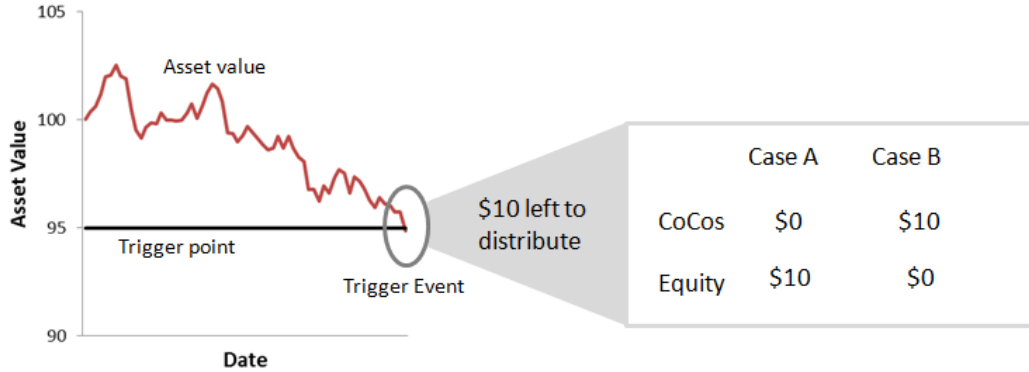 105
100
95
90
Asset Value
Asset value
Trigger point
Trigger Event
Date
$10 left to
distribute
Case A Case B
CoCos $0 $10
Equity $10 $0